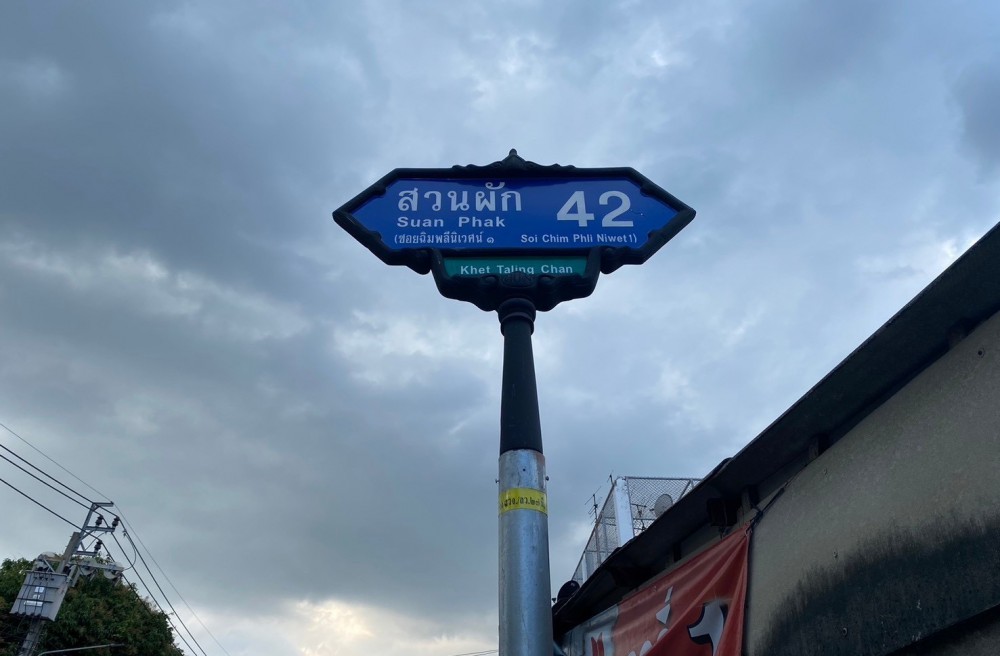 สวนผัก 42
Suan Phak
(ซอยฉิมพลีนิเวศน์ ๑ Soi Chim Phli Niwet1)
Khet Taling Chan